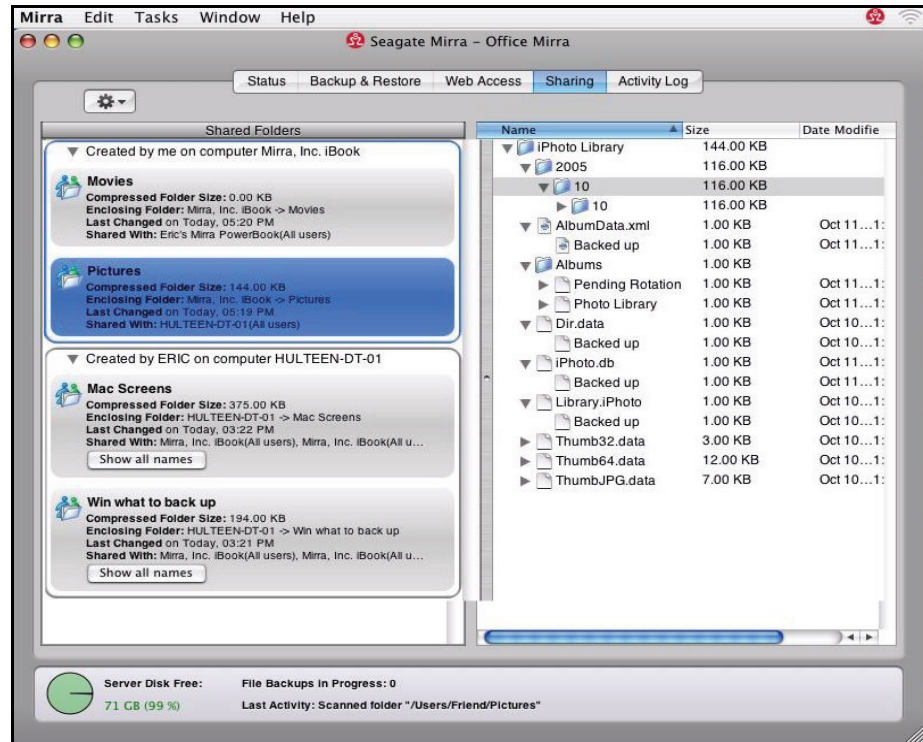 Mirra Edit Tasks Window Help
Seagate Mirra – Office Mirra
Status Backup & Restore Web Access Sharing Activity Log
Shared Folders
Created by me on computer Mirra, Inc. iBook
Movies
Compressed Folder Size: 0.00 KB
Enclosing Folder: Mirra, Inc. iBook -> Movies
Last Changed on Today, 05:20 PM
Shared With: Eric's Mirra PowerBook(All users)
Pictures
Compressed Folder Size: 144.00 KB
Enclosing Folder: Mirra, Inc. iBook -> Pictures
Last Changed on Today, 05:19 PM
Shared With: HULTEEN-DT-01(All users)
Created by ERIC on computer HULTEEN-DT-01
Mac Screens
Compressed Folder Size: 375.00 KB
Enclosing Folder: HULTEEN-DT-01 -> Mac Screens
Last Changed on Today, 03:22 PM
Shared With: Mirra, Inc. iBook(All users), Mirra, Inc. iBook(All u...
Show all names
Win what to back up
Compressed Folder Size: 194.00 KB
Enclosing Folder: HULTEEN-DT-01 -> Win what to back up
Last Changed on Today, 03:21 PM
Shared With: Mirra, Inc. iBook(All users), Mirra, Inc. iBook(All u...
Show all names
Name Size Date Modifie
iPhoto Library 144.00 KB
2005 116.00 KB
10 116.00 KB
10 116.00 KB
AlbumData.xml 1.00 KB Oct 11...1:
Backed up 1.00 KB Oct 11...1:
Albums 1.00 KB
Pending Rotation 1.00 KB Oct 11...1:
Photo Library 1.00 KB Oct 11...1:
Dir.data 1.00 KB Oct 10...1:
Backed up 1.00 KB Oct 10...1:
iPhoto.db 1.00 KB Oct 11...1:
Backed up 1.00 KB Oct 11...1:
Library.iPhoto 1.00 KB Oct 10...1:
Backed up 1.00 KB Oct 10...1:
Thumb32.data 3.00 KB Oct 10...1:
Thumb64.data 12.00 KB Oct 10...1:
ThumbJPG.data 7.00 KB Oct 10...1:
Server Disk Free: File Backups in Progress: 0
71 GB (99 %) Last Activity: Scanned folder "/Users/Friend/Pictures"